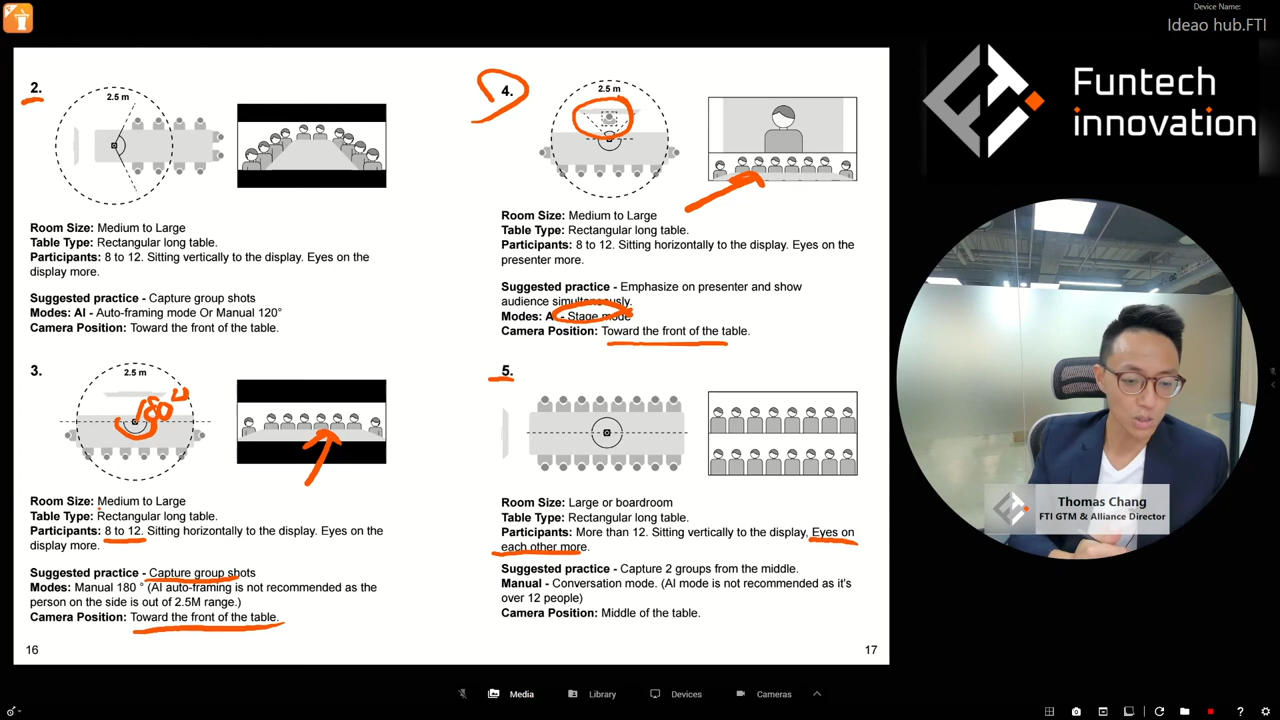 Device Name:
Ideao hub.FTI
Funtech
innovation
2.
2.5 m
Room Size: Medium to Large
Table Type: Rectangular long table.
Participants: 8 to 12. Sitting vertically to the display. Eyes on the
display more.
Suggested practice - Capture group shots
Modes: AI - Auto-framing mode Or Manual 120°
Camera Position: Toward the front of the table.
3.
2.5 m
180°
Room Size: Medium to Large
Table Type: Rectangular long table.
Participants: 8 to 12. Sitting horizontally to the display. Eyes on the
display more.
Suggested practice - Capture group shots
Modes: Manual 180 ° (AI auto-framing is not recommended as the
person on the side is out of 2.5M range.)
Camera Position: Toward the front of the table.
16
4.
2.5 m
Room Size: Medium to Large
Table Type: Rectangular long table.
Participants: 8 to 12. Sitting horizontally to the display. Eyes on the
presenter more.
Suggested practice - Emphasize on presenter and show
audience simultaneously.
Modes: AI - Stage mode
Camera Position: Toward the front of the table.
5.
Room Size: Large or boardroom
Table Type: Rectangular long table.
Participants: More than 12. Sitting vertically to the display, Eyes on
each other more.
Suggested practice - Capture 2 groups from the middle.
Manual - Conversation mode. (AI mode is not recommended as it's
over 12 people)
Camera Position: Middle of the table.
17
Thomas Chang
FTI GTM & Alliance Director
Media
Library
Devices
Cameras